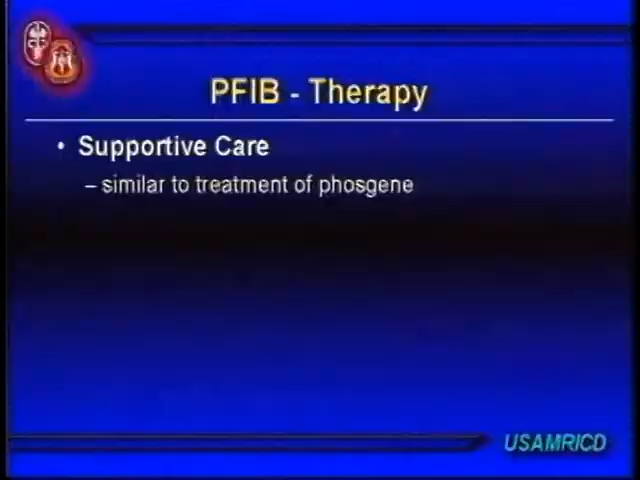 PFIB - Therapy
• Supportive Care
– similar to treatment of phosgene
USAMRICD